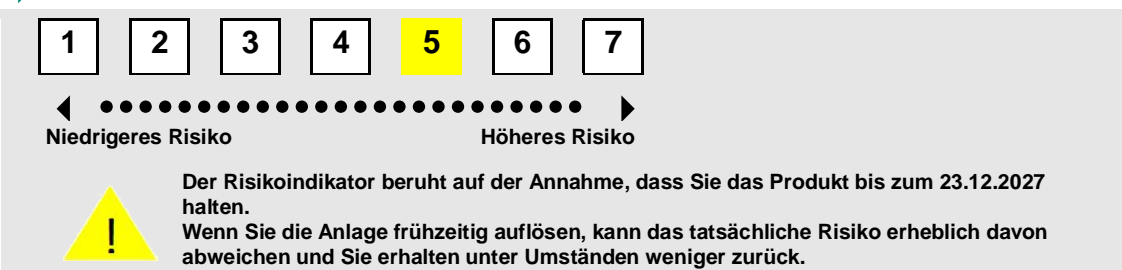 1 2 3 4 5 6 7
Niedrigeres Risiko Höheres Risiko
Der Risikoindikator beruht auf der Annahme, dass Sie das Produkt bis zum 23.12.2027
halten.
Wenn Sie die Anlage frühzeitig auflösen, kann das tatsächliche Risiko erheblich davon
abweichen und Sie erhalten unter Umständen weniger zurück.
!